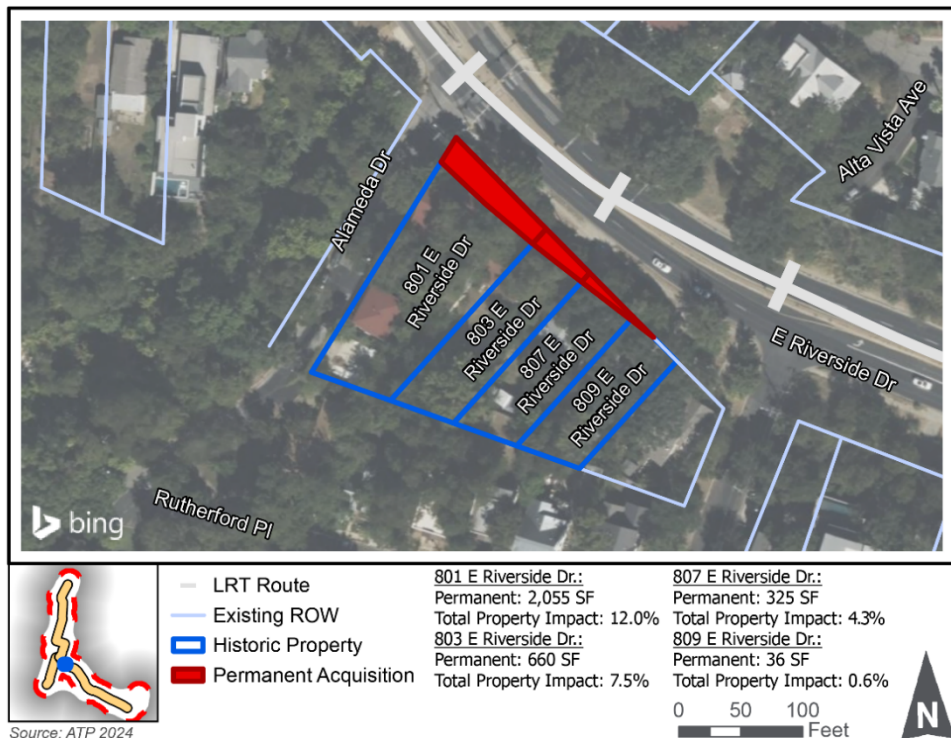 Alta Vista Ave
Alameda Dr
801 E
Riverside Dr
803 E
Riverside Dr
807 E
Riverside Dr
809 E
Riverside Dr
E Riverside Dr
Rutherford Pl
bing
LRT Route
Existing ROW
Historic Property
Permanent Acquisition
801 E Riverside Dr.:
Permanent: 2,055 SF
Total Property Impact: 12.0%
803 E Riverside Dr.:
Permanent: 660 SF
Total Property Impact: 7.5%
807 E Riverside Dr.:
Permanent: 325 SF
Total Property Impact: 4.3%
809 E Riverside Dr.:
Permanent: 36 SF
Total Property Impact: 0.6%
0 50 100
Feet
N
Source: ATP 2024